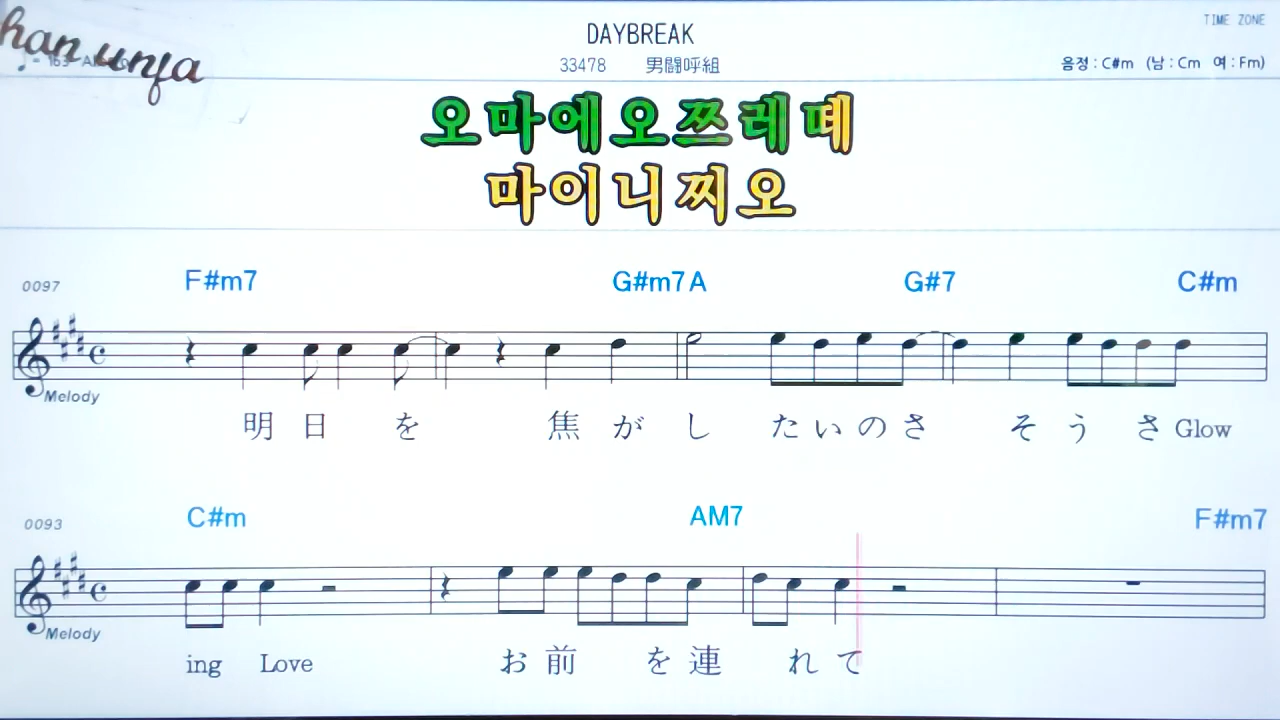 han unfa
DAYBREAK
TIME ZONE
33478 男闘呼組
음정 : C#m (남 : Cm 여 : Fm)
오마에오쯔레떼
마이니찌오
0097 F#m7 G#m7 A G#7 C#m
Melody
明 日 を 焦 が し た い の さ そ う さ Glow
0093 C#m AM7 F#m7
Melody
ing Love お 前 を 連 れ て